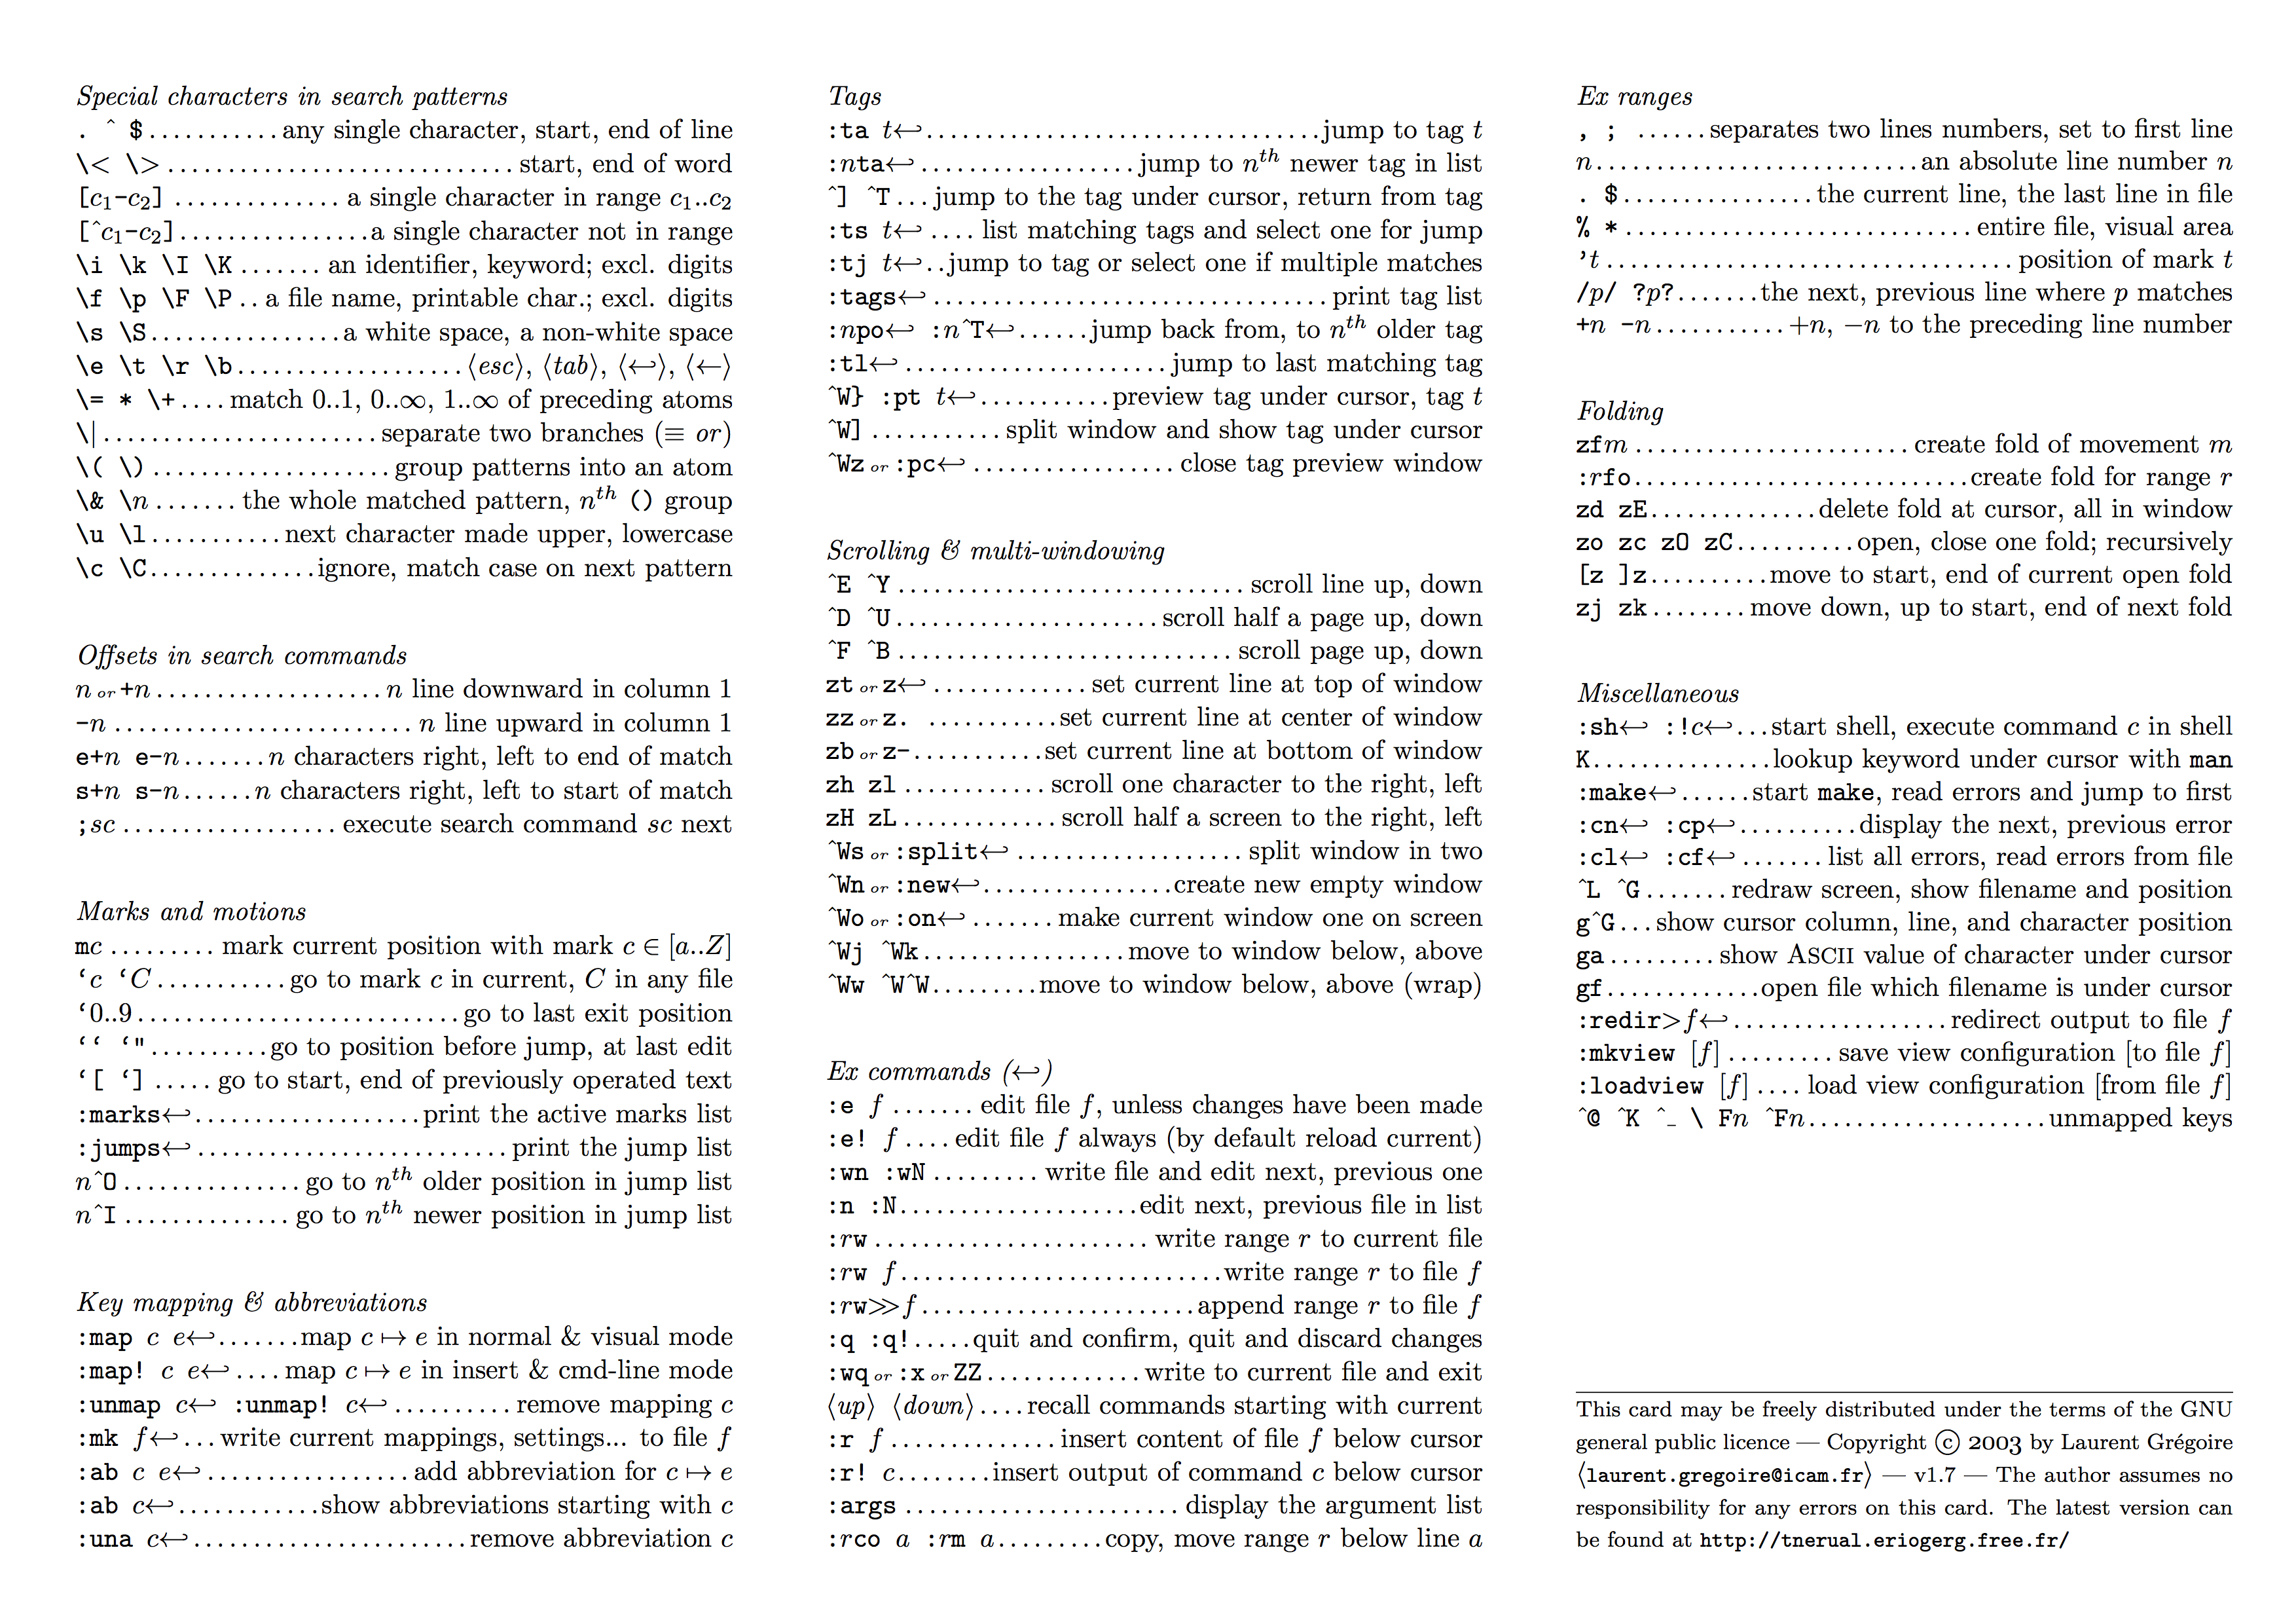 Special characters in search patterns
. ^ $ ........... any single character, start, end of line
\< \> ............................. start, end of word
[c₁-c₂] .............. a single character in range c₁..c₂
[^c₁-c₂] ................ a single character not in range
\i \k \I \K ....... an identifier, keyword; excl. digits
\f \p \F \P .. a file name, printable char.; excl. digits
\s \S ................ a white space, a non-white space
\e \t \r \b ................... ⟨esc⟩, ⟨tab⟩, ⟨↩⟩, ⟨←⟩
\= * \+ .... match 0..1, 0..∞, 1..∞ of preceding atoms
\| ....................... separate two branches (≡ or)
\( \) .................... group patterns into an atom
\& \n ....... the whole matched pattern, nᵗʰ () group
\u \l ........... next character made upper, lowercase
\c \C .............. ignore, match case on next pattern
Offsets in search commands
n or +n ................... n line downward in column 1
-n ......................... n line upward in column 1
e+n e-n ....... n characters right, left to end of match
s+n s-n ...... n characters right, left to start of match
;sc .................. execute search command sc next
Marks and motions
mc ......... mark current position with mark c ∈ [a..Z]
‘c ‘C ........... go to mark c in current, C in any file
‘0..9 ........................... go to last exit position
‘‘ ‘" .......... go to position before jump, at last edit
‘[ ‘] ..... go to start, end of previously operated text
:marks↩ ................... print the active marks list
:jumps↩ .......................... print the jump list
n^O ............... go to nᵗʰ older position in jump list
n^I .............. go to nᵗʰ newer position in jump list
Key mapping & abbreviations
:map c e↩ ....... map c ↦ e in normal & visual mode
:map! c e↩ .... map c ↦ e in insert & cmd-line mode
:unmap c↩ :unmap! c↩ .......... remove mapping c
:mk f↩ ... write current mappings, settings... to file f
:ab c e↩ ................. add abbreviation for c ↦ e
:ab c↩ ............ show abbreviations starting with c
:una c↩ ....................... remove abbreviation c
Tags
:ta t↩ ................................. jump to tag t
:nta↩ .................. jump to nᵗʰ newer tag in list
^] ^T ... jump to the tag under cursor, return from tag
:ts t↩ .... list matching tags and select one for jump
:tj t↩ .. jump to tag or select one if multiple matches
:tags↩ ................................. print tag list
:npo↩ :n^T↩ ...... jump back from, to nᵗʰ older tag
:tl↩ ...................... jump to last matching tag
^W} :pt t↩ ........... preview tag under cursor, tag t
^W] ........... split window and show tag under cursor
^Wz or :pc↩ ................. close tag preview window
Scrolling & multi-windowing
^E ^Y ............................. scroll line up, down
^D ^U ...................... scroll half a page up, down
^F ^B ............................ scroll page up, down
zt or z↩ ............. set current line at top of window
zz or z. ........... set current line at center of window
zb or z- ........... set current line at bottom of window
zh zl ............ scroll one character to the right, left
zH zL ............. scroll half a screen to the right, left
^Ws or :split↩ ................... split window in two
^Wn or :new↩ ................ create new empty window
^Wo or :on↩ ....... make current window one on screen
^Wj ^Wk ................. move to window below, above
^Ww ^W^W ......... move to window below, above (wrap)
Ex commands (↩)
:e f ....... edit file f, unless changes have been made
:e! f .... edit file f always (by default reload current)
:wn :wN ......... write file and edit next, previous one
:n :N .................... edit next, previous file in list
:rw ....................... write range r to current file
:rw f ........................... write range r to file f
:rw≫f ....................... append range r to file f
:q :q! ..... quit and confirm, quit and discard changes
:wq or :x or ZZ ............. write to current file and exit
⟨up⟩ ⟨down⟩ .... recall commands starting with current
:r f .............. insert content of file f below cursor
:r! c ........ insert output of command c below cursor
:args ....................... display the argument list
:rco a :rm a ......... copy, move range r below line a
Ex ranges
, ; ...... separates two lines numbers, set to first line
n ........................... an absolute line number n
. $ ................ the current line, the last line in file
% * ............................. entire file, visual area
’t .................................. position of mark t
/p/ ?p? ....... the next, previous line where p matches
+n -n ........... +n, −n to the preceding line number
Folding
zfm ....................... create fold of movement m
:rfo ............................ create fold for range r
zd zE .............. delete fold at cursor, all in window
zo zc zO zC .......... open, close one fold; recursively
[z ]z .......... move to start, end of current open fold
zj zk ........ move down, up to start, end of next fold
Miscellaneous
:sh↩ :!c↩ ... start shell, execute command c in shell
K ............... lookup keyword under cursor with man
:make↩ ...... start make, read errors and jump to first
:cn↩ :cp↩ .......... display the next, previous error
:cl↩ :cf↩ ....... list all errors, read errors from file
^L ^G ....... redraw screen, show filename and position
g^G ... show cursor column, line, and character position
ga ......... show ASCII value of character under cursor
gf ............. open file which filename is under cursor
:redir>f↩ .................. redirect output to file f
:mkview [f] ......... save view configuration [to file f]
:loadview [f] .... load view configuration [from file f]
^@ ^K ^_ \ Fn ^Fn .................... unmapped keys
This card may be freely distributed under the terms of the GNU
general public licence — Copyright © 2003 by Laurent Grégoire
⟨laurent.gregoire@icam.fr⟩ — v1.7 — The author assumes no
responsibility for any errors on this card. The latest version can
be found at http://tnerual.eriogerg.free.fr/